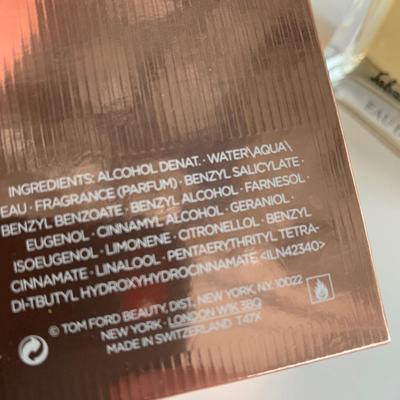 INGREDIENTS: ALCOHOL DENAT. · WATER\AQUA\
EAU · FRAGRANCE (PARFUM) · BENZYL SALICYLATE ·
BENZYL BENZOATE · BENZYL ALCOHOL · FARNESOL ·
EUGENOL · CINNAMYL ALCOHOL · GERANIOL ·
ISOEUGENOL · LIMONENE · CITRONELLOL · BENZYL
CINNAMATE · LINALOOL · PENTAERYTHRITYL TETRA-
DI-TBUTYL HYDROXYHYDROCINNAMATE <ILN42340>
© TOM FORD BEAUTY, DIST. NEW YORK, NY. 10022
NEW YORK · LONDON W1K 3BQ
MADE IN SWITZERLAND T47X
EAU